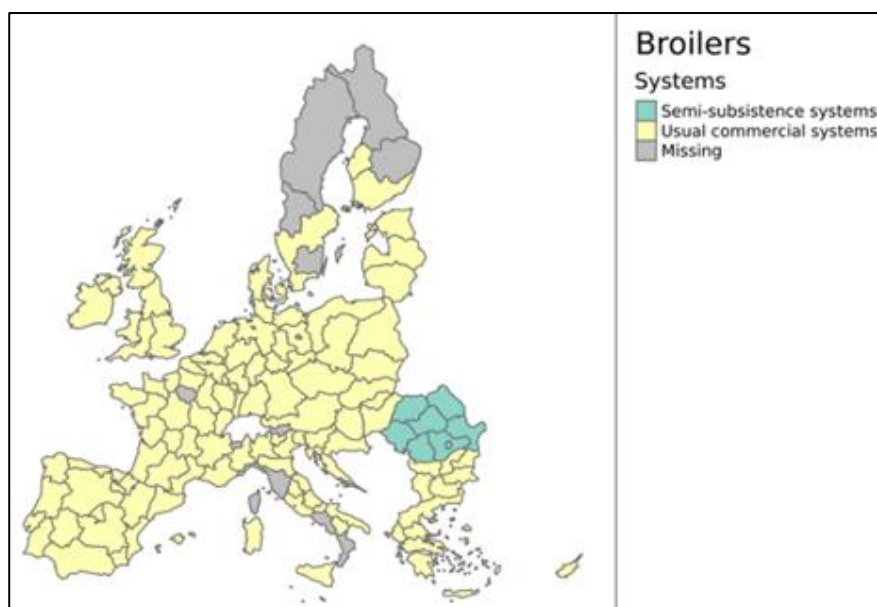 Broilers
Systems
Semi-subsistence systems
Usual commercial systems
Missing